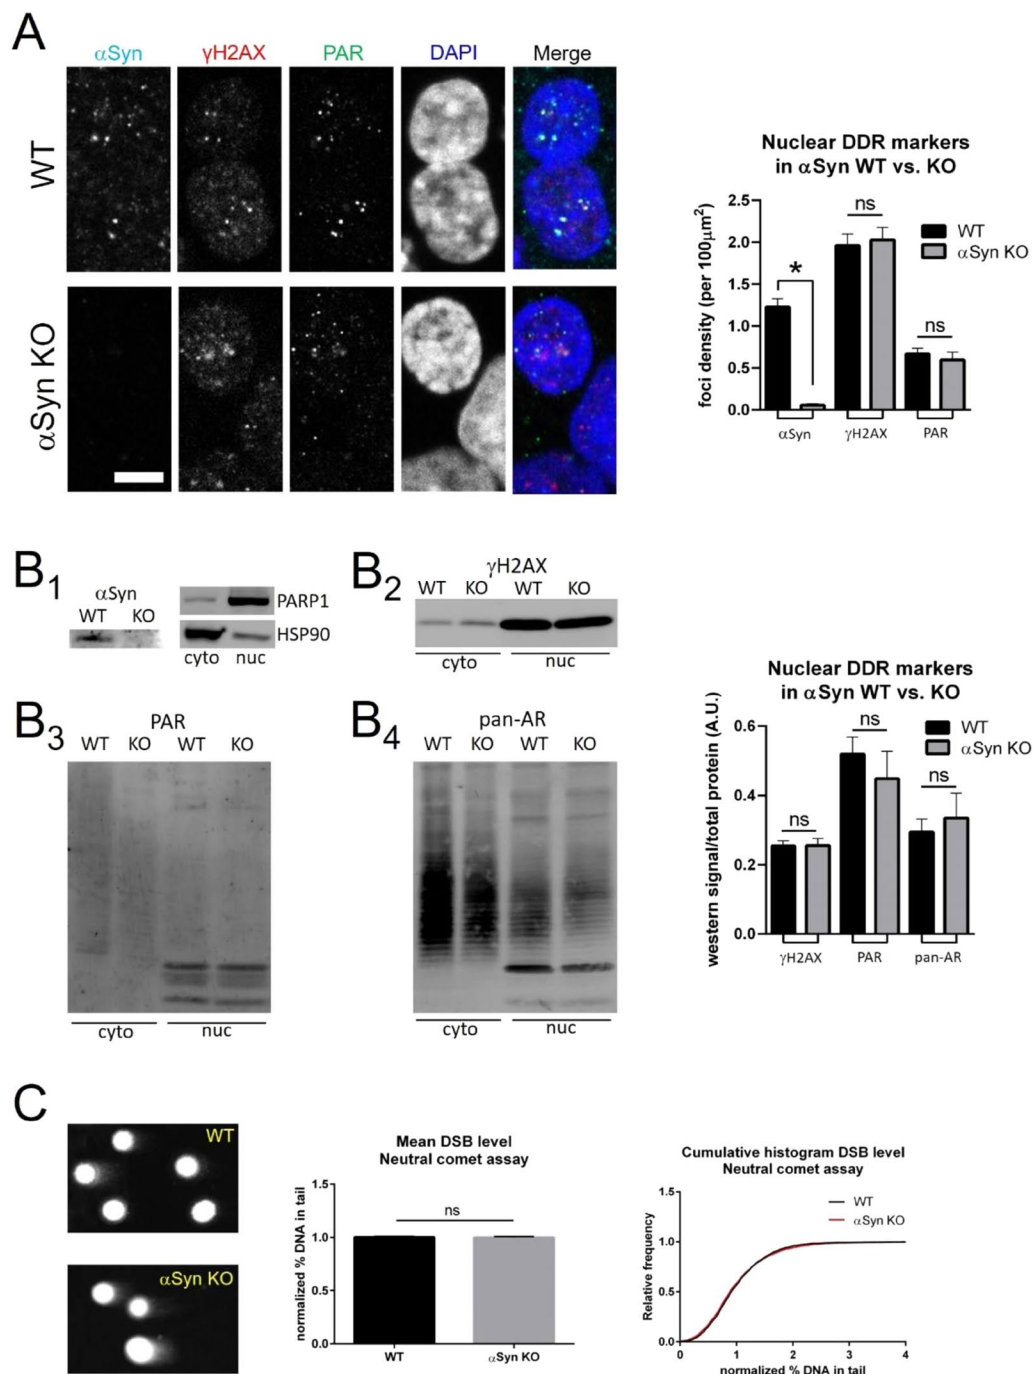 A
αSyn γH2AX PAR DAPI Merge
WT
αSyn KO
Nuclear DDR markers
in αSyn WT vs. KO
foci density (per 100μm²)
2.5
2.0
1.5
1.0
0.5
0.0
*
ns
ns
WT
αSyn KO
αSyn γH2AX PAR
B1
αSyn
WT KO
PARP1
HSP90
cyto nuc
B2
γH2AX
WT KO WT KO
cyto nuc
B3
PAR
WT KO WT KO
cyto nuc
B4
pan-AR
WT KO WT KO
cyto nuc
Nuclear DDR markers
in αSyn WT vs. KO
western signal/total protein (A.U.)
0.6
0.4
0.2
0.0
ns
ns
ns
WT
αSyn KO
γH2AX PAR pan-AR
C
WT
αSyn KO
Mean DSB level
Neutral comet assay
normalized % DNA in tail
1.5
1.0
0.5
0.0
ns
WT αSyn KO
Cumulative histogram DSB level
Neutral comet assay
Relative frequency
1.5
1.0
0.5
0.0
WT
αSyn KO
0 1 2 3 4
normalized % DNA in tail